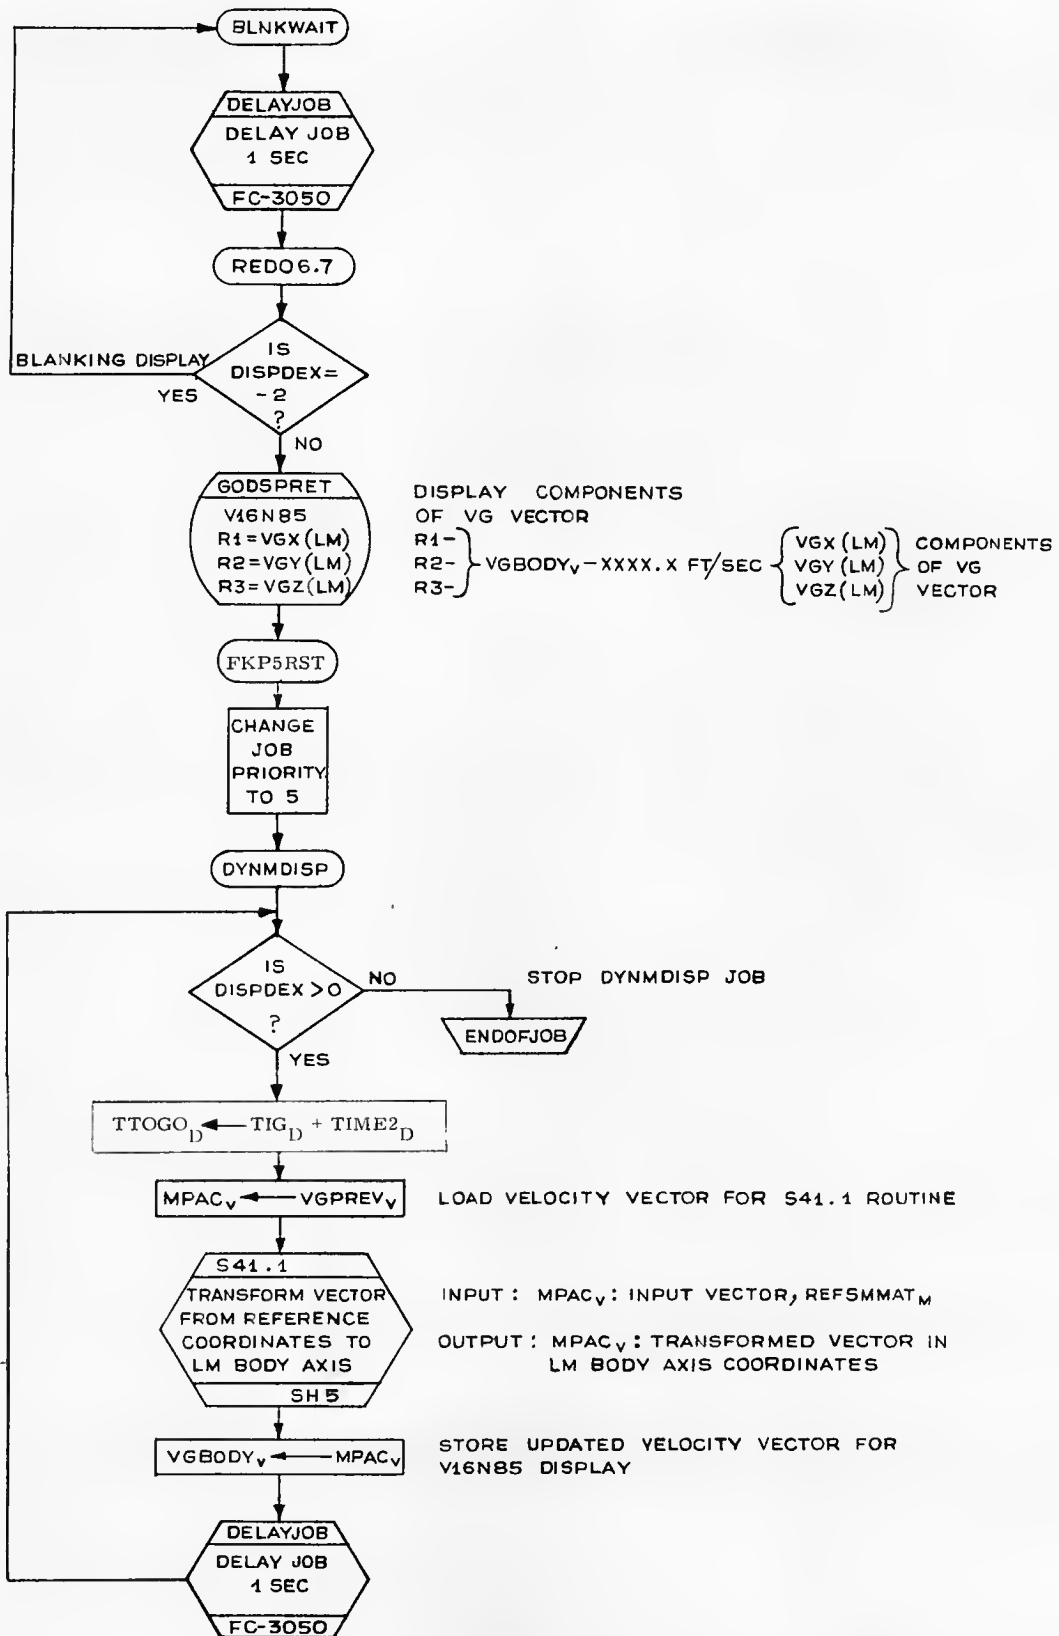 BLNKWAIT
DELAYJOB
DELAY JOB
1 SEC
FC-3050
REDO6.7
IS
DISPDEX=
-2
?
BLANKING DISPLAY
YES
NO
GODSPRET
V16N85
R1=VGX(LM)
R2=VGY(LM)
R3=VGZ(LM)
DISPLAY COMPONENTS
OF VG VECTOR
R1-
R2-
R3-
VGBODYV-XXXX.X FT/SEC
VGX(LM)
VGY(LM)
VGZ(LM)
COMPONENTS
OF VG
VECTOR
FKP5RST
CHANGE
JOB
PRIORITY
TO 5
DYNMDISP
IS
DISPDEX>0
?
NO
STOP DYNMDISP JOB
ENDOFJOB
YES
TTOGOD ← TIGD + TIME2D
MPACV ← VGPREVV
LOAD VELOCITY VECTOR FOR S41.1 ROUTINE
S41.1
TRANSFORM VECTOR
FROM REFERENCE
COORDINATES TO
LM BODY AXIS
SH5
INPUT: MPACV: INPUT VECTOR, REFSMMATM
OUTPUT: MPACV: TRANSFORMED VECTOR IN
LM BODY AXIS COORDINATES
VGBODYV ← MPACV
STORE UPDATED VELOCITY VECTOR FOR
V16N85 DISPLAY
DELAYJOB
DELAY JOB
1 SEC
FC-3050